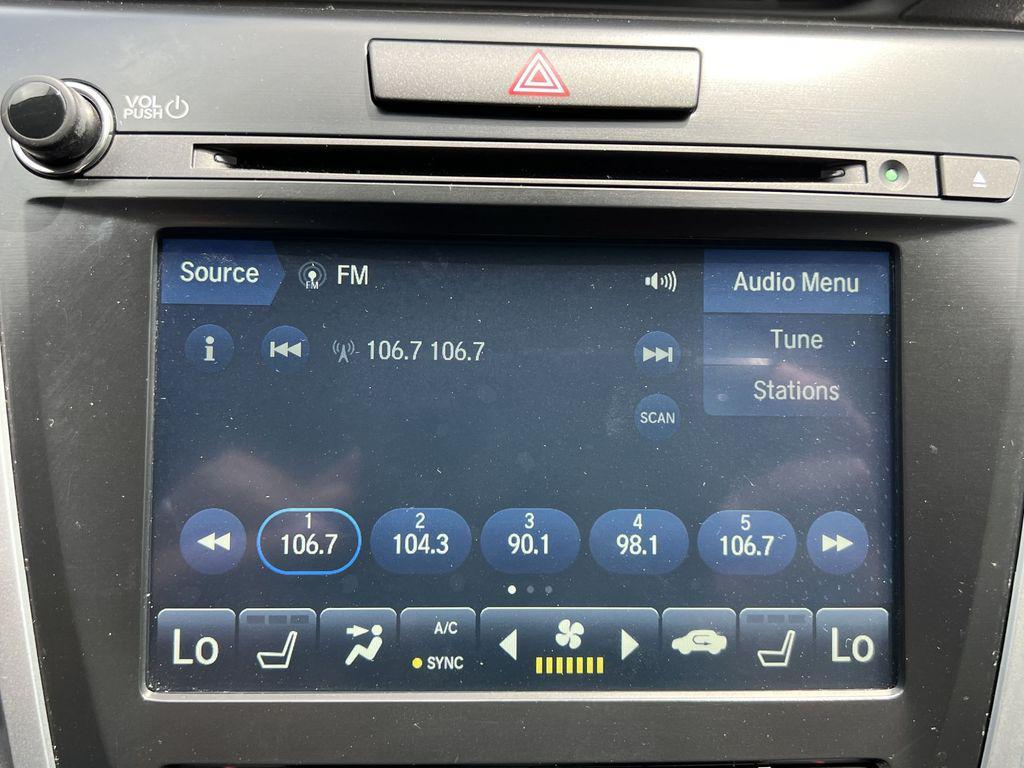 VOL
PUSH
Source
FM
FM
Audio Menu
i
106.7 106.7
Tune
Stations
SCAN
1
106.7
2
104.3
3
90.1
4
98.1
5
106.7
Lo
A/C
SYNC
Lo